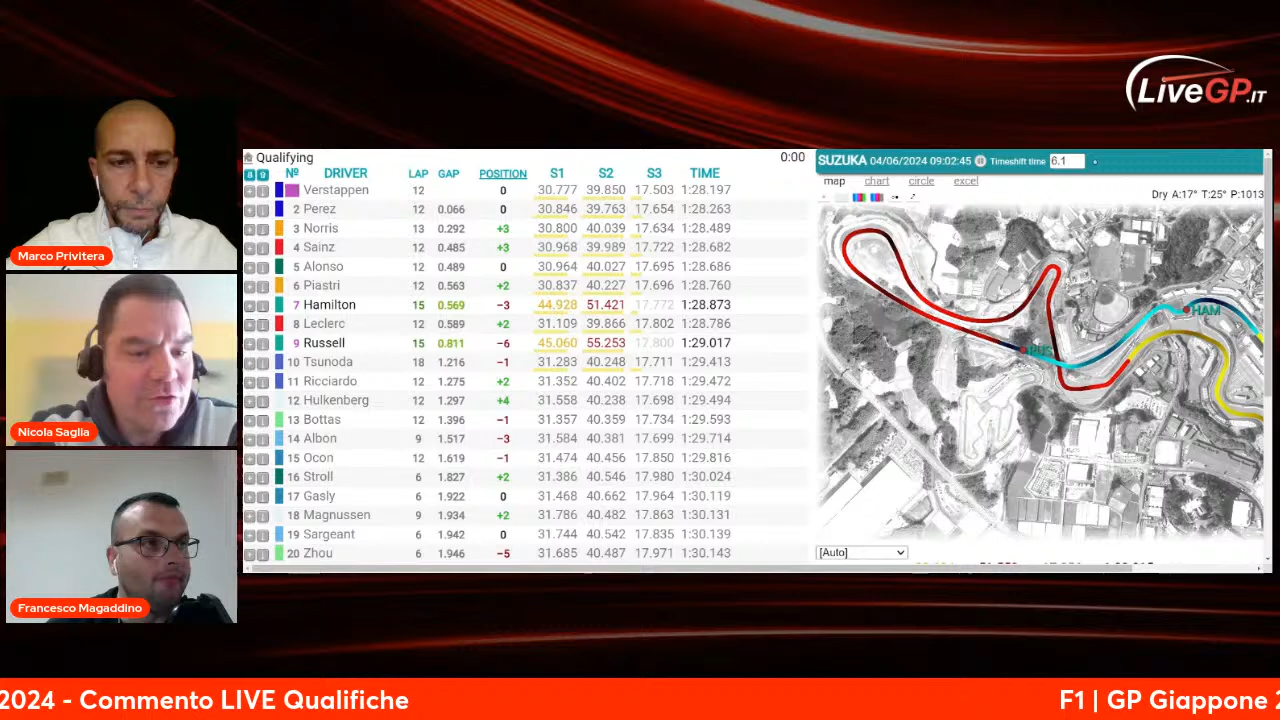 LiveGP.IT
Marco Privitera
Nicola Saglia
Francesco Magaddino
Qualifying 0:00
Nº DRIVER LAP GAP POSITION S1 S2 S3 TIME
Verstappen 12 0 30.777 39.850 17.503 1:28.197
2 Perez 12 0.066 0 30.846 39.763 17.654 1:28.263
3 Norris 13 0.292 +3 30.800 40.039 17.634 1:28.489
4 Sainz 12 0.485 +3 30.968 39.989 17.722 1:28.682
5 Alonso 12 0.489 0 30.964 40.027 17.695 1:28.686
6 Piastri 12 0.563 +2 30.837 40.227 17.696 1:28.760
7 Hamilton 15 0.569 −3 44.928 51.421 17.772 1:28.873
8 Leclerc 12 0.589 +2 31.109 39.866 17.802 1:28.786
9 Russell 15 0.811 −6 45.060 55.253 17.800 1:29.017
10 Tsunoda 18 1.216 −1 31.283 40.248 17.711 1:29.413
11 Ricciardo 12 1.275 +2 31.352 40.402 17.718 1:29.472
12 Hulkenberg 12 1.297 +4 31.558 40.238 17.698 1:29.494
13 Bottas 12 1.396 −1 31.357 40.359 17.734 1:29.593
14 Albon 9 1.517 −3 31.584 40.381 17.699 1:29.714
15 Ocon 12 1.619 −1 31.474 40.456 17.850 1:29.816
16 Stroll 6 1.827 +2 31.386 40.546 17.980 1:30.024
17 Gasly 6 1.922 0 31.468 40.662 17.964 1:30.119
18 Magnussen 9 1.934 +2 31.786 40.482 17.863 1:30.131
19 Sargeant 6 1.942 0 31.744 40.542 17.835 1:30.139
20 Zhou 6 1.946 −5 31.685 40.487 17.971 1:30.143
SUZUKA 04/06/2024 09:02:45 Timeshift time 6.1
map chart circle excel
Dry A:17° T:25° P:1013
HAM
RUS
[Auto]
2024 - Commento LIVE Qualifiche
F1 | GP Giappone 2